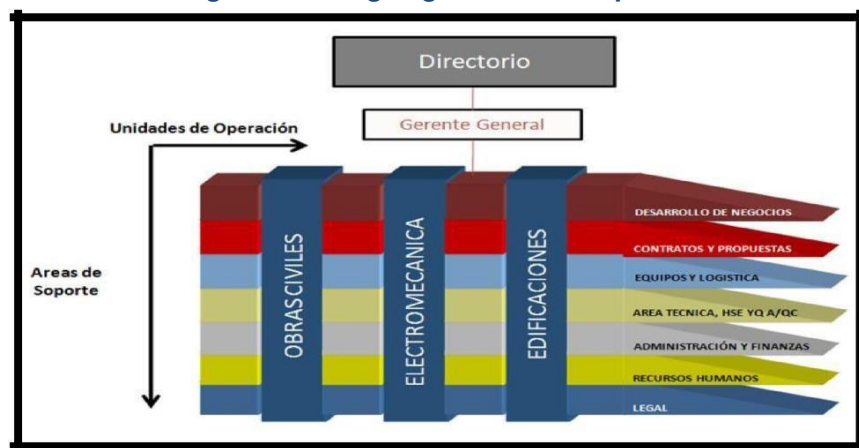 Directorio
Gerente General
Unidades de Operación
Areas de
Soporte
OBRASCIVILES
ELECTROMECANICA
EDIFICACIONES
DESARROLLO DE NEGOCIOS
CONTRATOS Y PROPUESTAS
EQUIPOS Y LOGISTICA
AREA TECNICA, HSE YQ A/QC
ADMINISTRACIÓN Y FINANZAS
RECURSOS HUMANOS
LEGAL